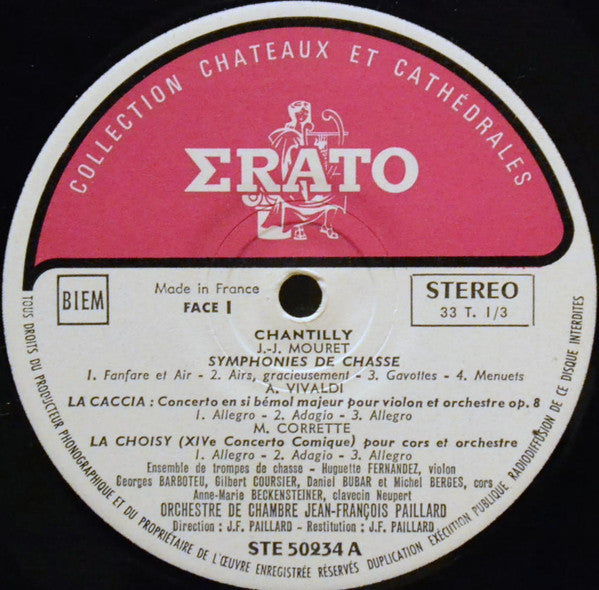 COLLECTION CHATEAUX ET CATHÉDRALES
ΣRATO
BIEM
Made in France
FACE 1
STEREO
33 T. 1/3
CHANTILLY
J.-J. MOURET
SYMPHONIES DE CHASSE
1. Fanfare et Air - 2. Airs, gracieusement - 3. Gavottes - 4. Menuets
A. VIVALDI
LA CACCIA : Concerto en si bémol majeur pour violon et orchestre op. 8
1. Allegro - 2. Adagio - 3. Allegro
M. CORRETTE
LA CHOISY (XIVe Concerto Comique) pour cors et orchestre
1. Allegro - 2. Adagio - 3. Allegro
Ensemble de trompes de chasse - Huguette FERNANDEZ, violon
Georges BARBOTEU, Gilbert COURSIER, Daniel BUBAR et Michel BERGES, cors
Anne-Marie BECKENSTEINER, clavecin Neupert
ORCHESTRE DE CHAMBRE JEAN-FRANÇOIS PAILLARD
Direction : J.F. PAILLARD - Restitution : J.F. PAILLARD
STE 50234 A
TOUS DROITS DU PRODUCTEUR PHONOGRAPHIQUE ET DU PROPRIÉTAIRE DE L'ŒUVRE ENREGISTRÉE RÉSERVÉS DUPLICATION EXÉCUTION PUBLIQUE RADIODIFFUSION DE CE DISQUE INTERDITES